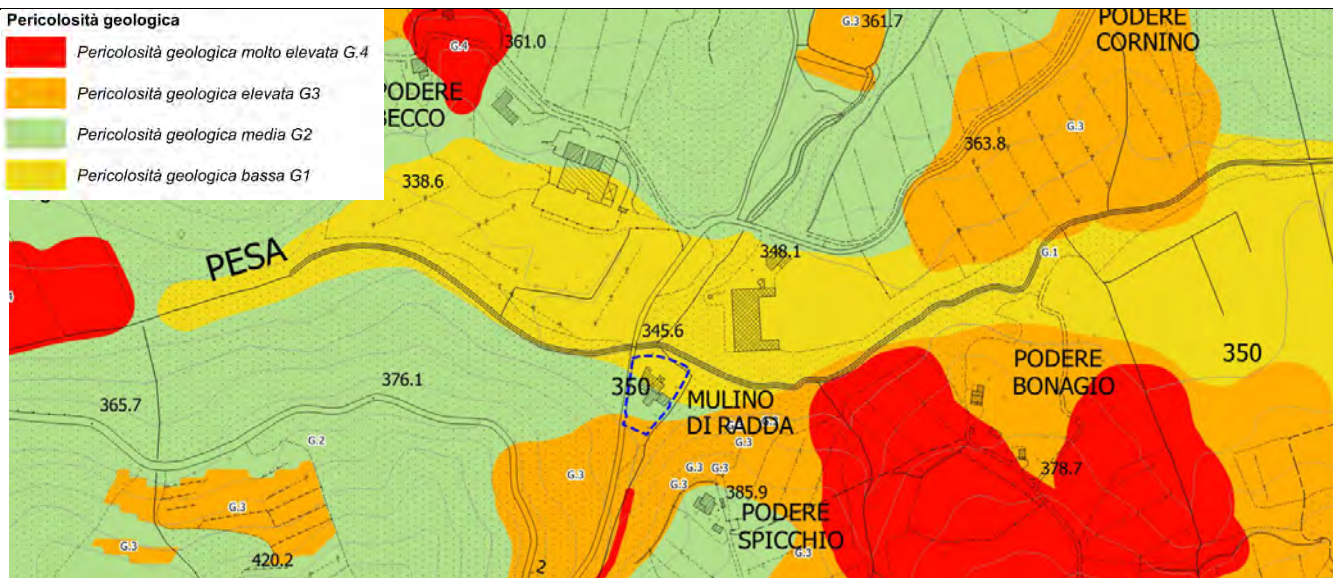 Pericolosità geologica
Pericolosità geologica molto elevata G.4
Pericolosità geologica elevata G3
Pericolosità geologica media G2
Pericolosità geologica bassa G1
G.4
361.0
G.3
361.7
PODERE
CORNINO
PODERE
BECCO
G.3
363.8
338.6
PESA
348.1
G.1
345.6
350
350
376.1
365.7
MULINO
DI RADDA
PODERE
BONAGIO
G.2
G.3
G.3
G.3
G.3
G.3
G.3
378.7
385.9
PODERE
SPICCHIO
G.3
G.3
G.3
420.2
2